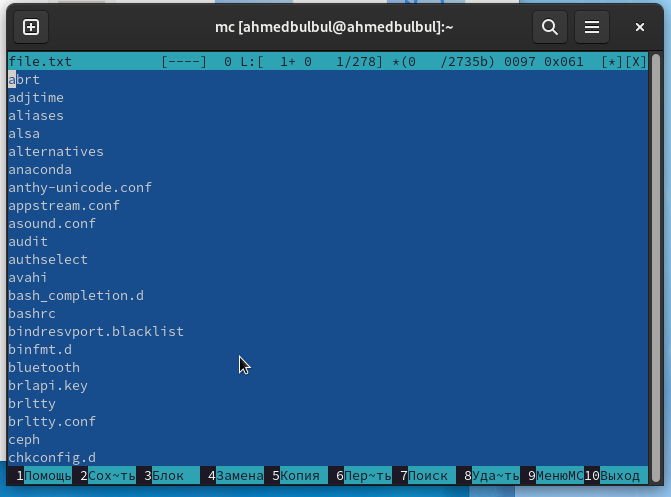 mc [ahmedbulbul@ahmedbulbul]:~
file.txt [----] 0 L:[ 1+ 0 1/278] *(0 /2735b) 0097 0x061 [*][X]
abrt
adjtime
aliases
alsa
alternatives
anaconda
anthy-unicode.conf
appstream.conf
asound.conf
audit
authselect
avahi
bash_completion.d
bashrc
bindresvport.blacklist
binfmt.d
bluetooth
brlapi.key
brltty
brltty.conf
ceph
chkconfig.d
1Помощь 2Сох~ть 3Блок 4Замена 5Копия 6Пер~ть 7Поиск 8Уда~ть 9МенюMC 10Выход